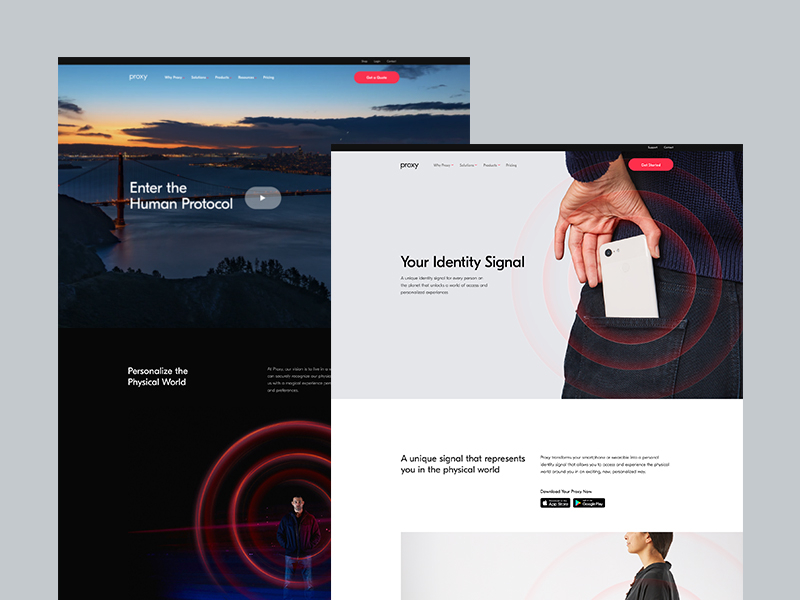 Shop Login Contact
proxy Why Proxy Solutions Products Resources Pricing Get a Quote
Enter the
Human Protocol
Personalize the
Physical World
At Proxy, our vision is to live in a
can securely recognize our
us with a magical experience
and preferences.
Support Contact
proxy Why Proxy Solutions Products Pricing Get Started
Your Identity Signal
A unique identity signal for every person on
the planet that unlocks a world of access and
personalized experiences
A unique signal that represents
you in the physical world
Proxy transforms your smartphone or wearable into a personal
identity signal that allows you to access and experience the physical
world around you in an exciting, new, personalized way.
Download Your Proxy Now
App Store Google Play